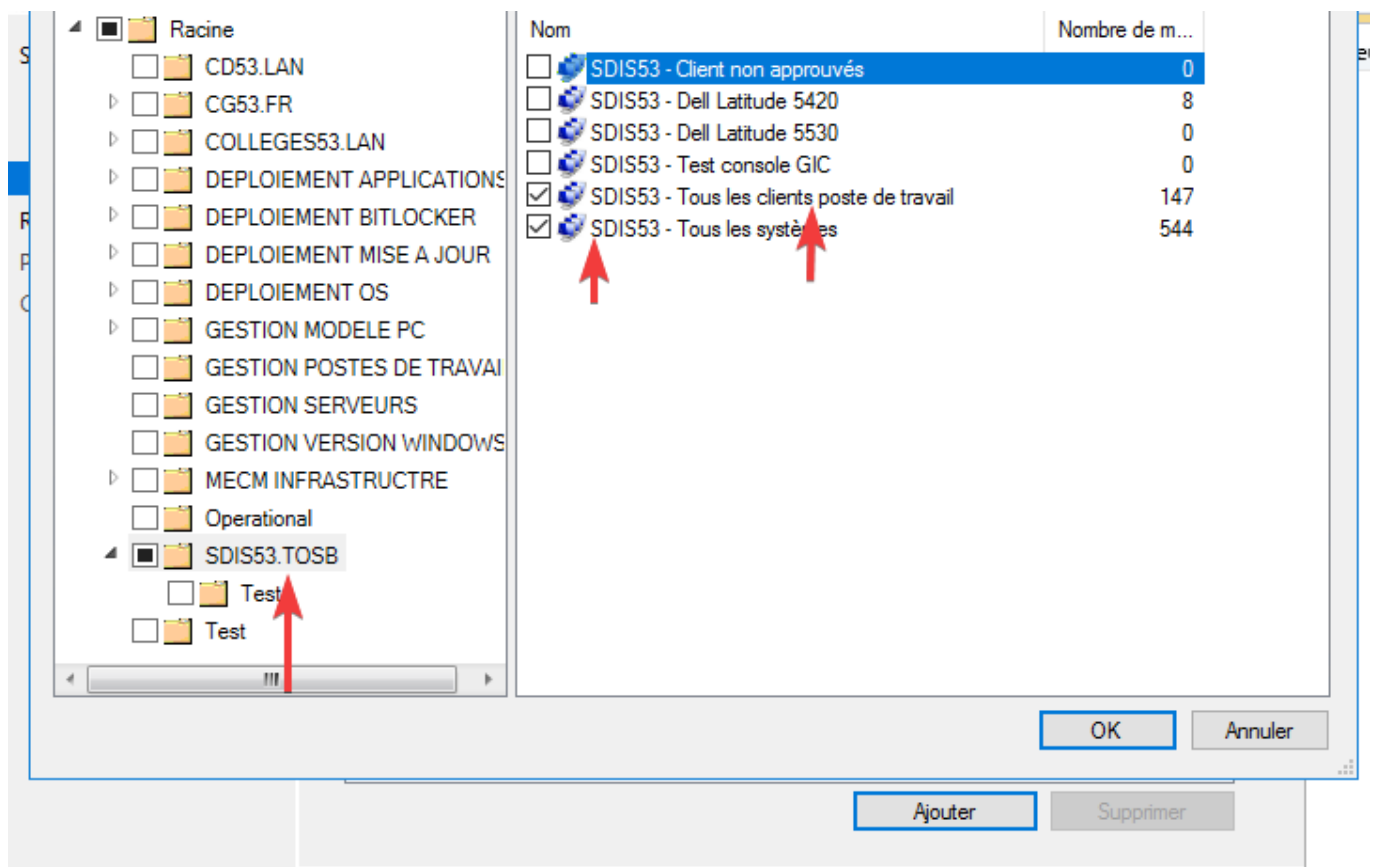 Racine
CD53.LAN
CG53.FR
COLLEGES53.LAN
DEPLOIEMENT APPLICATIONS
DEPLOIEMENT BITLOCKER
DEPLOIEMENT MISE A JOUR
DEPLOIEMENT OS
GESTION MODELE PC
GESTION POSTES DE TRAVAI
GESTION SERVEURS
GESTION VERSION WINDOWS
MECM INFRASTRUCTRE
Operational
SDIS53.TOSB
Test
Test
Nom Nombre de m...
SDIS53 - Client non approuvés 0
SDIS53 - Dell Latitude 5420 8
SDIS53 - Dell Latitude 5530 0
SDIS53 - Test console GIC 0
SDIS53 - Tous les clients poste de travail 147
SDIS53 - Tous les systèmes 544
OK Annuler
Ajouter Supprimer